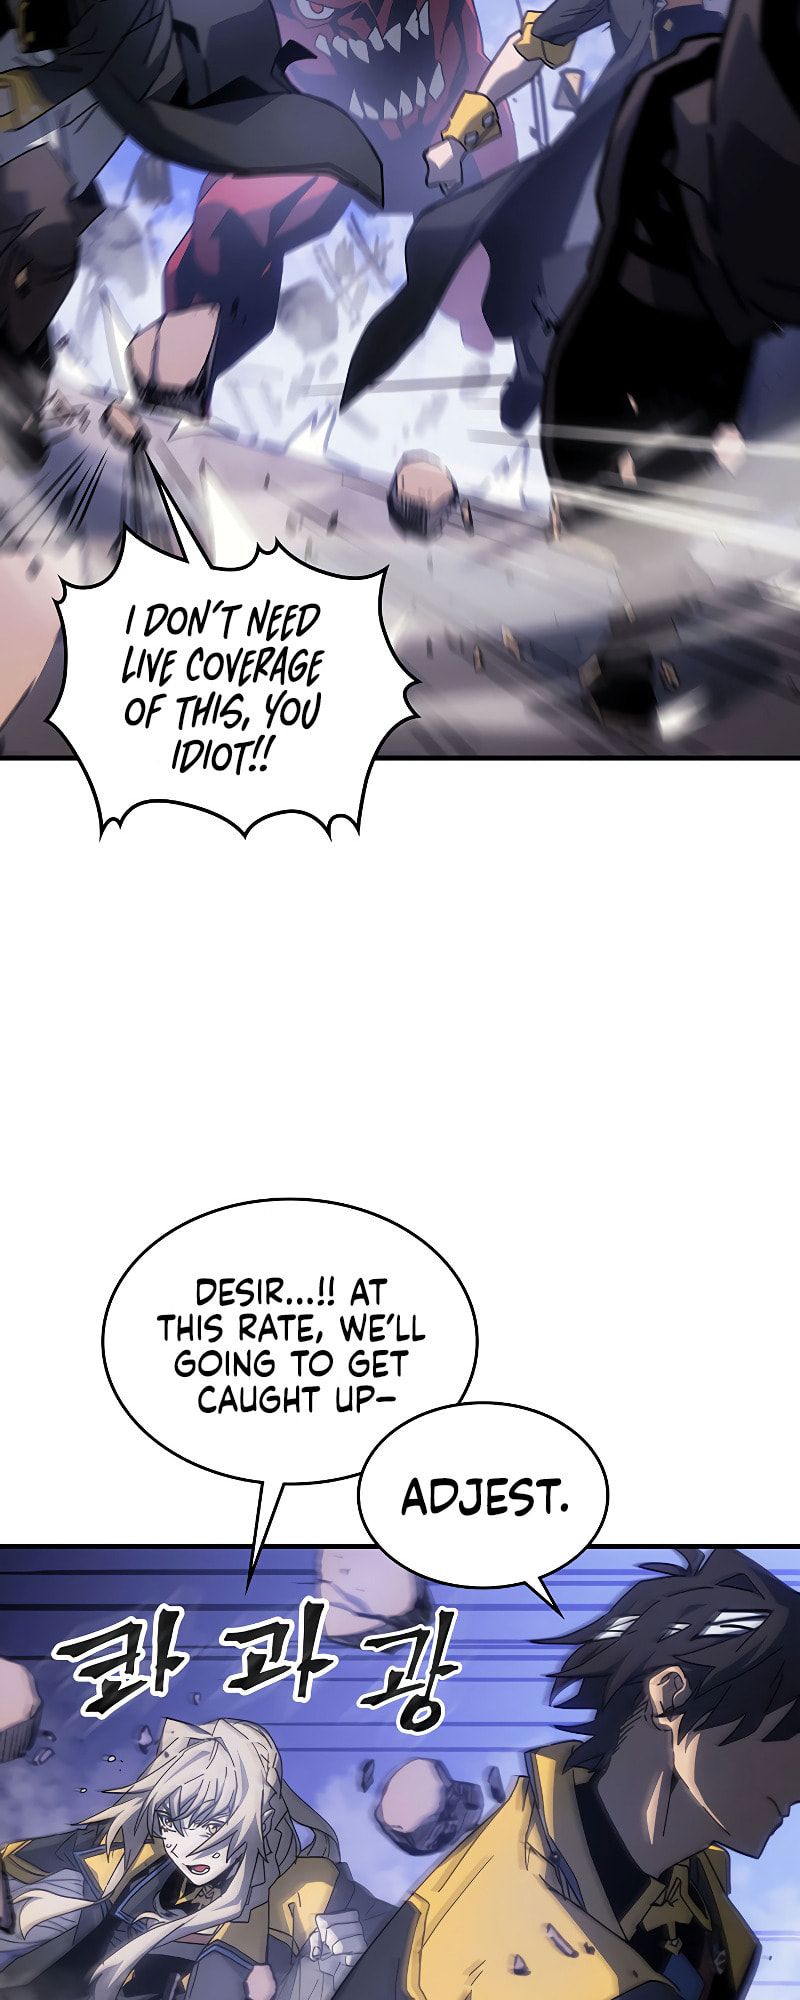 I DON'T NEED
LIVE COVERAGE
OF THIS, YOU
IDIOT!!
DESIR...!! AT
THIS RATE, WE'LL
GOING TO GET
CAUGHT UP-
ADJEST.
콰과광